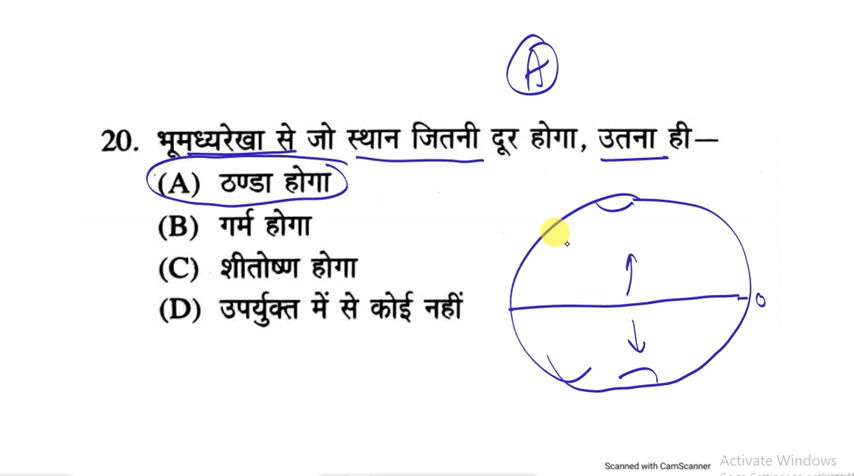 A
20. भूमध्यरेखा से जो स्थान जितनी दूर होगा, उतना ही—
(A) ठण्डा होगा
(B) गर्म होगा
(C) शीतोष्ण होगा
(D) उपर्युक्त में से कोई नहीं
0
Scanned with CamScanner
Activate Windows